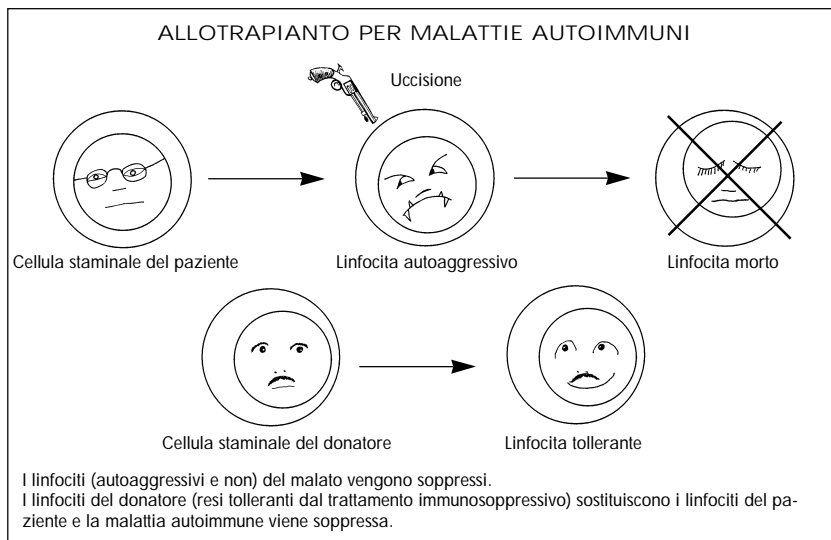 ALLOTRAPIANTO PER MALATTIE AUTOIMMUNI
Uccisione
Cellula staminale del paziente
Linfocita autoaggressivo
Linfocita morto
Cellula staminale del donatore
Linfocita tollerante
I linfociti (autoaggressivi e non) del malato vengono soppressi.
I linfociti del donatore (resi tolleranti dal trattamento immunosoppressivo) sostituiscono i linfociti del pa-
ziente e la malattia autoimmune viene soppressa.